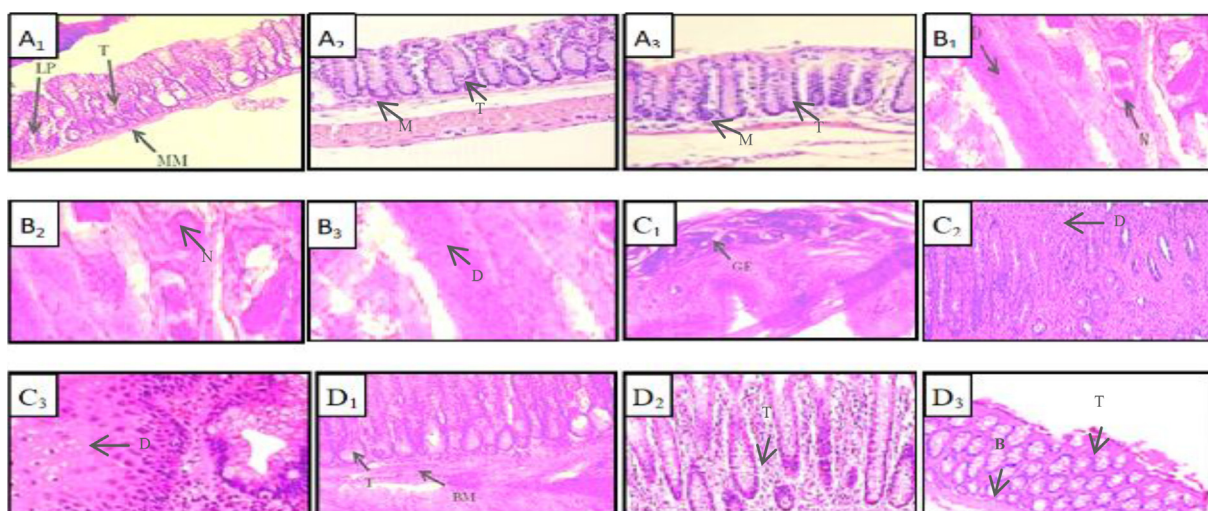 A₁
T
LP
MM
A₂
M
T
A₃
M
T
B₁
D
N
B₂
N
B₃
D
C₁
GE
C₂
D
C₃
D
D₁
T
BM
D₂
T
D₃
T
B